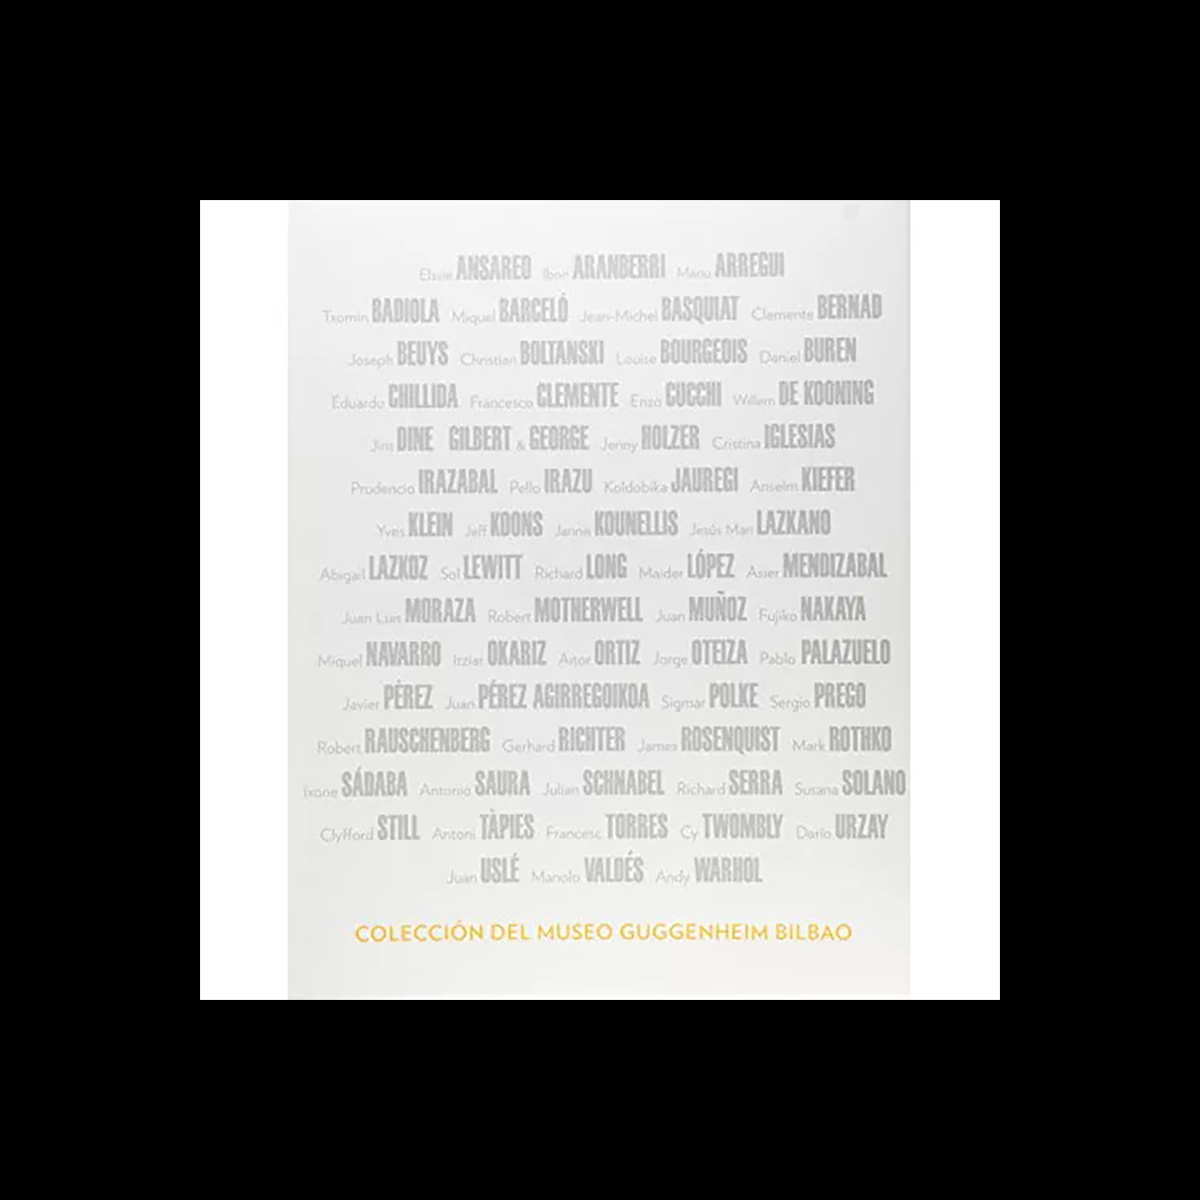 Elssie ANSAREO Ibon ARANBERRI Manu ARREGUI
Txomin BADIOLA Miquel BARCELÓ Jean-Michel BASQUIAT Clemente BERNAD
Joseph BEUYS Christian BOLTANSKI Louise BOURGEOIS Daniel BUREN
Eduardo CHILLIDA Francesco CLEMENTE Enzo CUCCHI Willem DE KOONING
Jim DINE GILBERT & GEORGE Jenny HOLZER Cristina IGLESIAS
Prudencio IRAZABAL Pello IRAZU Koldobika JAUREGI Anselm KIEFER
Yves KLEIN Jeff KOONS Jannis KOUNELLIS Jesús Mari LAZKANO
Abigail LAZKOZ Sol LEWITT Richard LONG Maider LÓPEZ Asier MENDIZABAL
Juan Luis MORAZA Robert MOTHERWELL Juan MUÑOZ Fujiko NAKAYA
Miquel NAVARRO Itziar OKARIZ Aitor ORTIZ Jorge OTEIZA Pablo PALAZUELO
Javier PÉREZ Juan PÉREZ AGIRREGOIKOA Sigmar POLKE Sergio PREGO
Robert RAUSCHENBERG Gerhard RICHTER James ROSENQUIST Mark ROTHKO
Ixone SÁDABA Antonio SAURA Julian SCHNABEL Richard SERRA Susana SOLANO
Clyfford STILL Antoni TÀPIES Francesc TORRES Cy TWOMBLY Darío URZAY
Juan USLÉ Manolo VALDÉS Andy WARHOL
COLECCIÓN DEL MUSEO GUGGENHEIM BILBAO